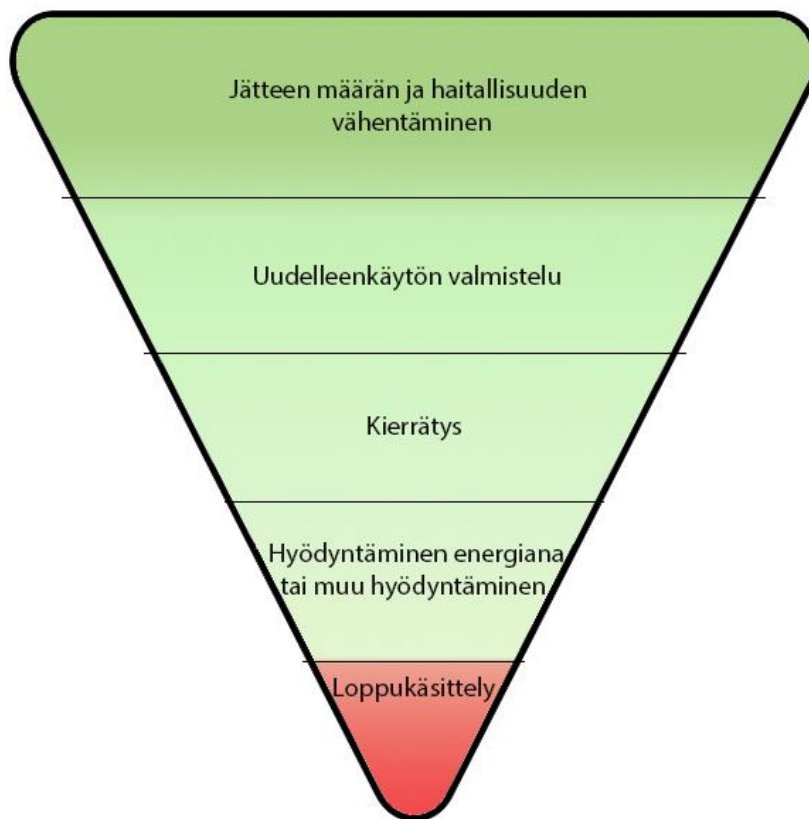 Jätteen määrän ja haitallisuuden
vähentäminen
Uudelleenkäytön valmistelu
Kierrätys
Hyödyntäminen energiana
tai muu hyödyntäminen
Loppukäsittely